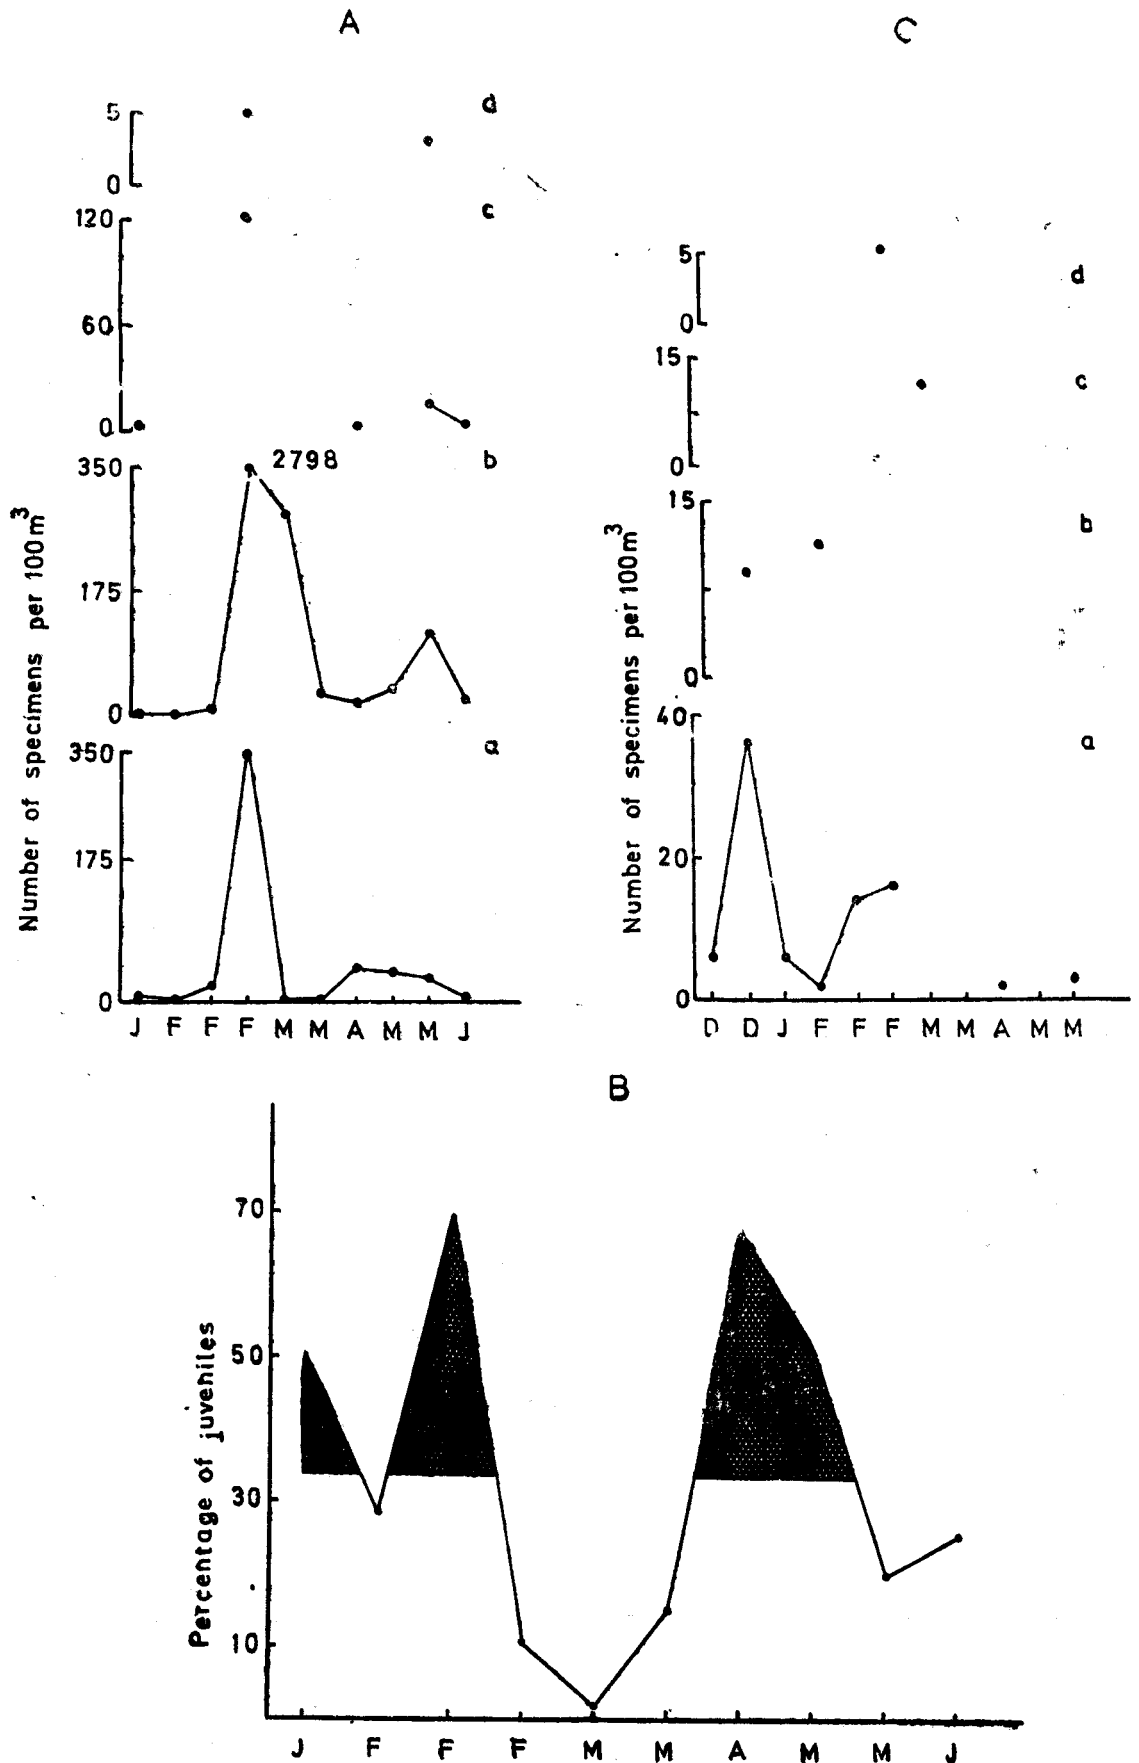 A
C
5
0
d
120
60
0
c
350
2798
175
0
b
350
175
0
a
Number of specimens per 100m³
J F F F M M A M M J
5
0
d
15
0
c
15
0
b
40
20
0
a
Number of specimens per 100m³
D D J F F F M M A M M
B
70
50
30
10
Percentage of juveniles
J F F F M M A M M J